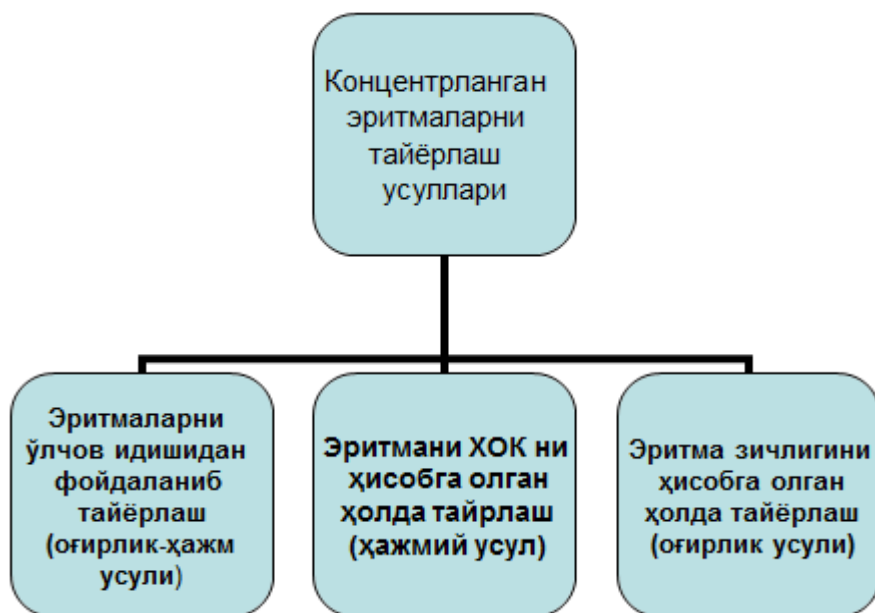 Концентрланган
эритмаларни
тайёрлаш
усуллари
Эритмаларни
ўлчов идишидан
фойдаланиб
тайёрлаш
(оғирлик-ҳажм
усули)
Эритмани ХОК ни
ҳисобга олган
ҳолда тайрлаш
(ҳажмий усул)
Эритма зичлигини
ҳисобга олган
ҳолда тайёрлаш
(оғирлик усули)